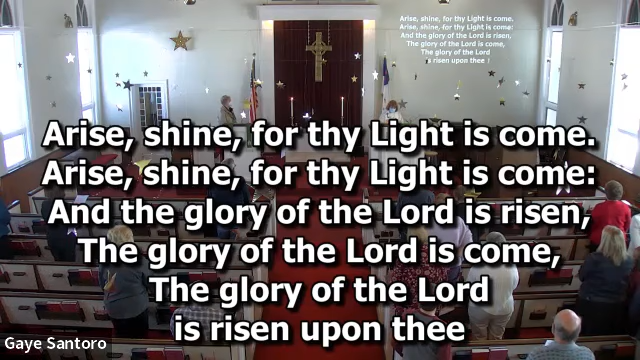 Arise, shine, for thy Light is come.
Arise, shine, for thy Light is come:
And the glory of the Lord is risen,
The glory of the Lord is come,
The glory of the Lord
is risen upon thee !
Arise, shine, for thy Light is come.
Arise, shine, for thy Light is come:
And the glory of the Lord is risen,
The glory of the Lord is come,
The glory of the Lord
is risen upon thee
Gaye Santoro